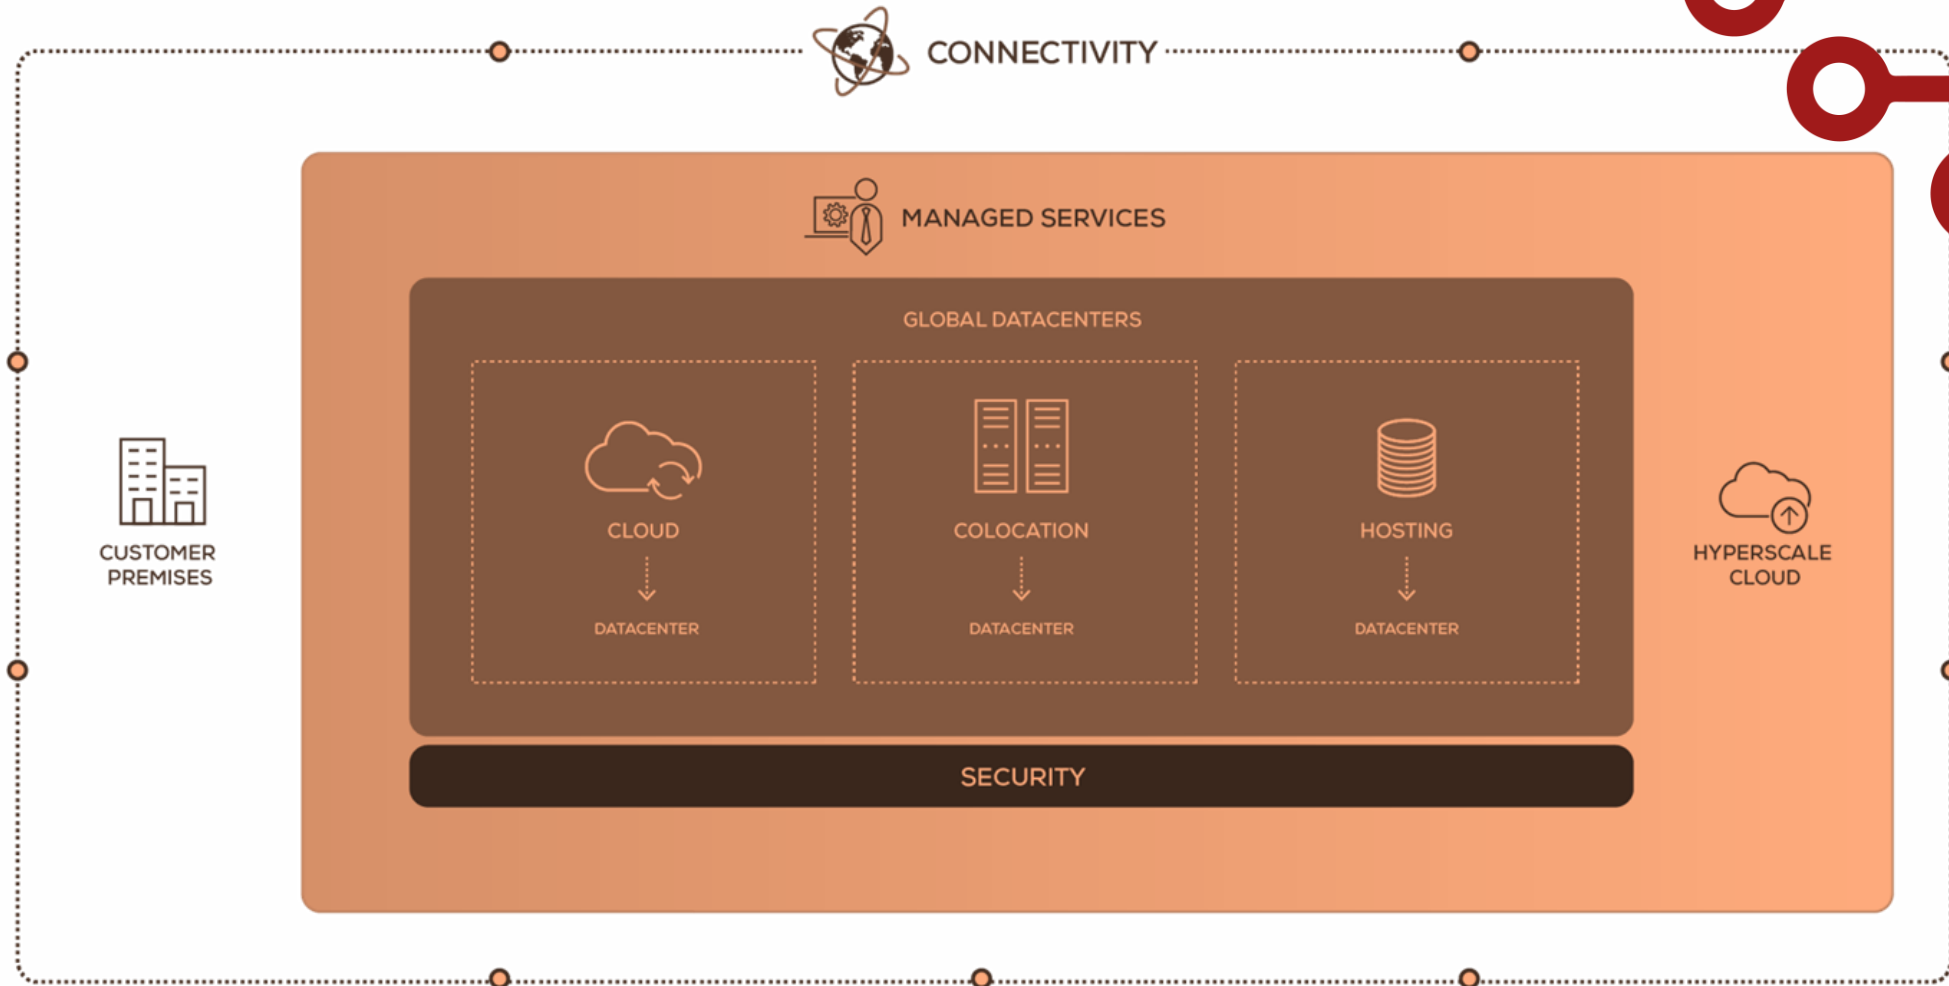 CONNECTIVITY
MANAGED SERVICES
GLOBAL DATACENTERS
CLOUD
DATACENTER
COLOCATION
DATACENTER
HOSTING
DATACENTER
SECURITY
CUSTOMER
PREMISES
HYPERSCALE
CLOUD